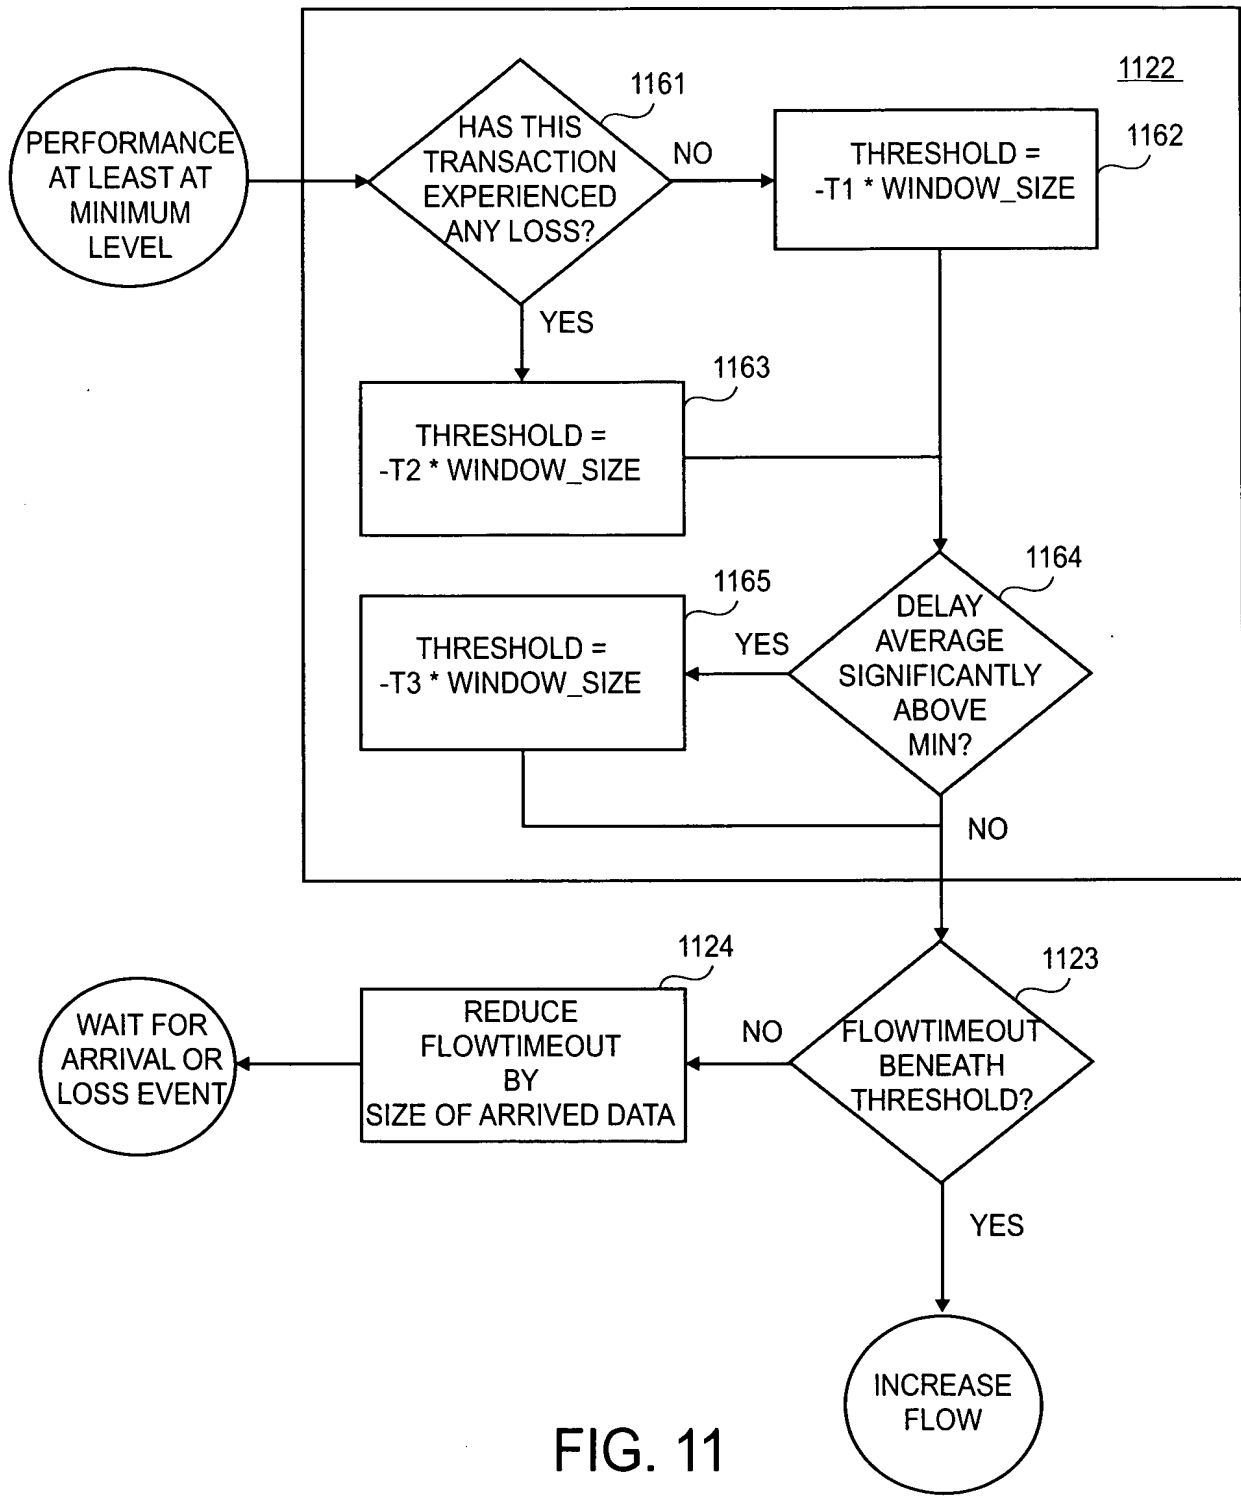 1122
1161
PERFORMANCE
AT LEAST AT
MINIMUM
LEVEL
HAS THIS
TRANSACTION
EXPERIENCED
ANY LOSS?
NO
1162
THRESHOLD =
-T1 * WINDOW_SIZE
YES
1163
THRESHOLD =
-T2 * WINDOW_SIZE
1164
DELAY
AVERAGE
SIGNIFICANTLY
ABOVE
MIN?
YES
1165
THRESHOLD =
-T3 * WINDOW_SIZE
NO
1123
FLOWTIMEOUT
BENEATH
THRESHOLD?
NO
1124
REDUCE
FLOWTIMEOUT
BY
SIZE OF ARRIVED DATA
WAIT FOR
ARRIVAL OR
LOSS EVENT
YES
INCREASE
FLOW
FIG. 11